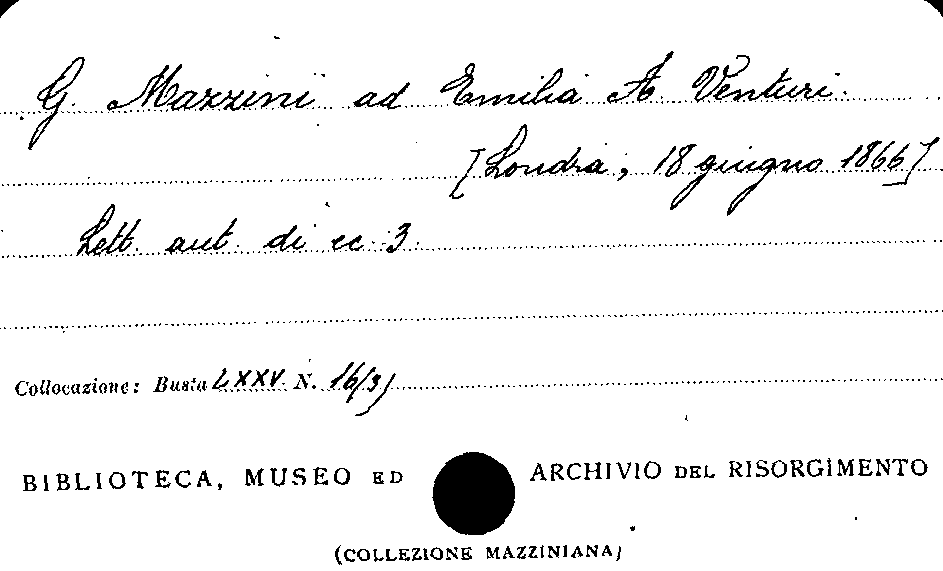 G. Mazzini ad Emilia A. Venturi.
[Londra, 18 giugno 1866]
Lett. aut. di cc. 3.
Collocazione: Busta LXXV N. 16/3)
BIBLIOTECA, MUSEO ED ARCHIVIO DEL RISORGIMENTO
(COLLEZIONE MAZZINIANA)